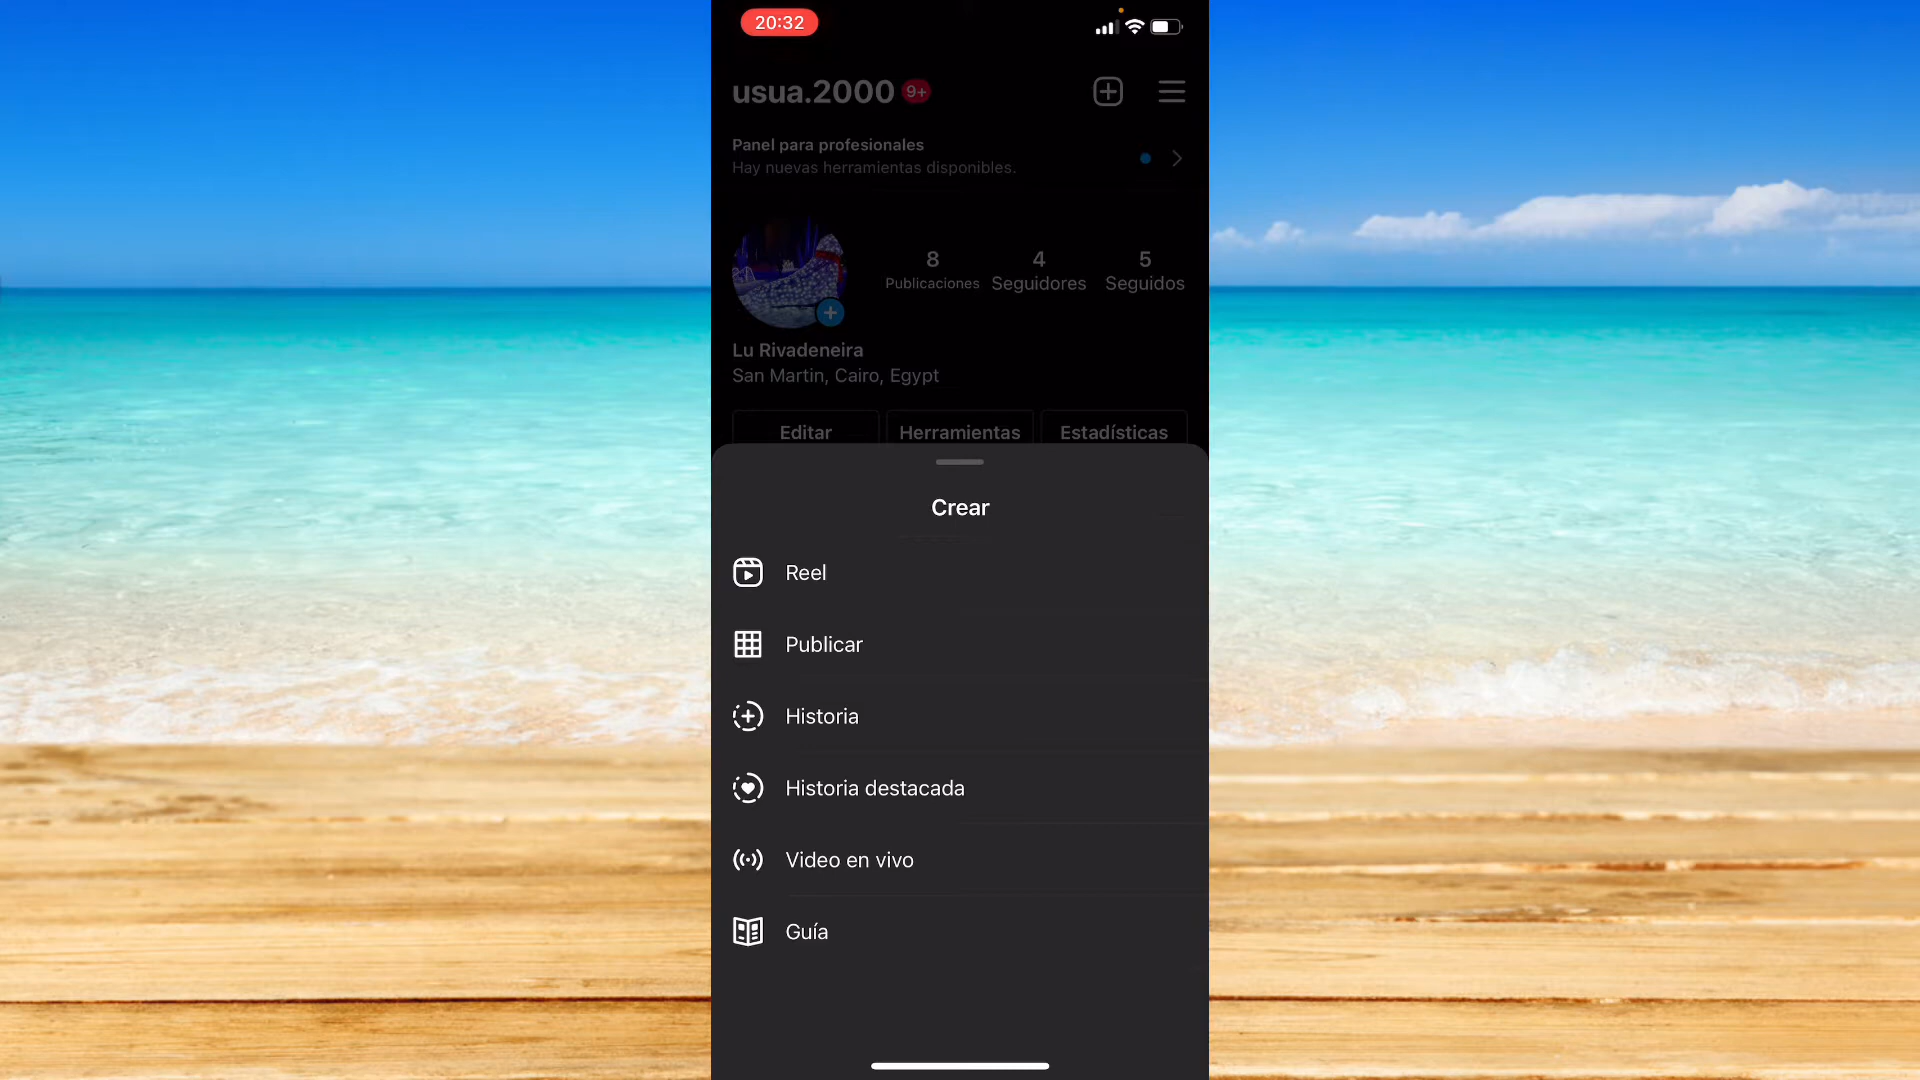 20:32
usua.2000 9+
Panel para profesionales
Hay nuevas herramientas disponibles.
8 4 5
Publicaciones Seguidores Seguidos
Lu Rivadeneira
San Martin, Cairo, Egypt
Editar Herramientas Estadísticas
Crear
Reel
Publicar
Historia
Historia destacada
Video en vivo
Guía